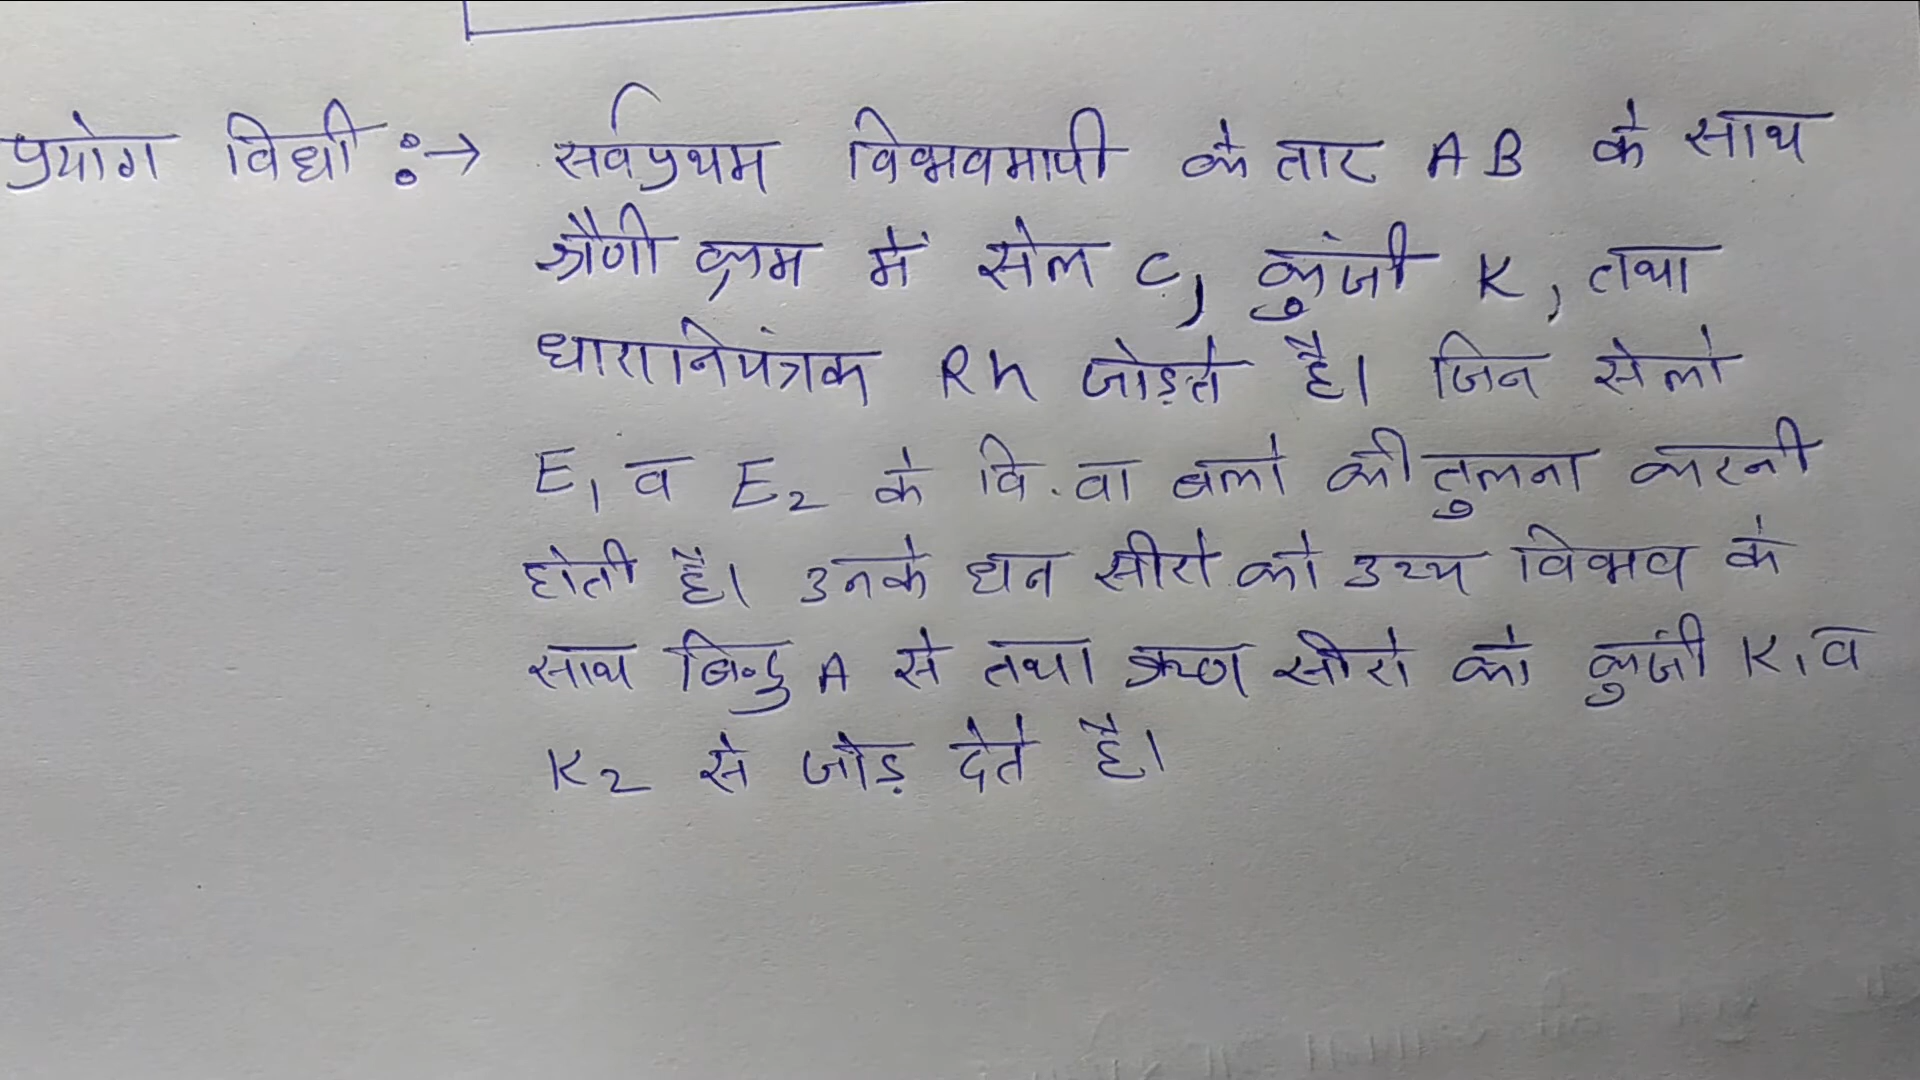 प्रयोग विधी :→ सर्वप्रथम विभवमापी के तार AB के साथ
श्रेणी क्रम में सेल C, कुंजी K, तथा
धारानियंत्रक Rh जोड़ते है। जिन सेलो
E₁ व E₂ के वि.वा बलो की तुलना करनी
होती है। उनके धन सीरो को उच्च विभव के
साथ बिन्दु A से तथा ऋण सीरो को कुंजी K₁ व
K₂ से जोड़ देते है।